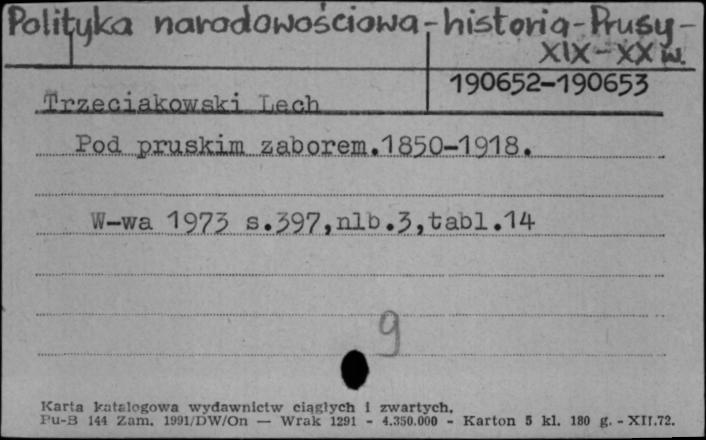 Polityka narodowościowa-historia-Prusy-
XIX-XX w.
190652-190653
Trzeciakowski Lech
Pod pruskim zaborem.1850-1918.
W-wa 1973 s.397,nlb.3,tabl.14
9
Karta katalogowa wydawnictw ciągłych i zwartych.
Pu-B 144 Zam. 1991/DW/On — Wrak 1291 - 4.350.000 - Karton 5 kl. 180 g. - XII.72.